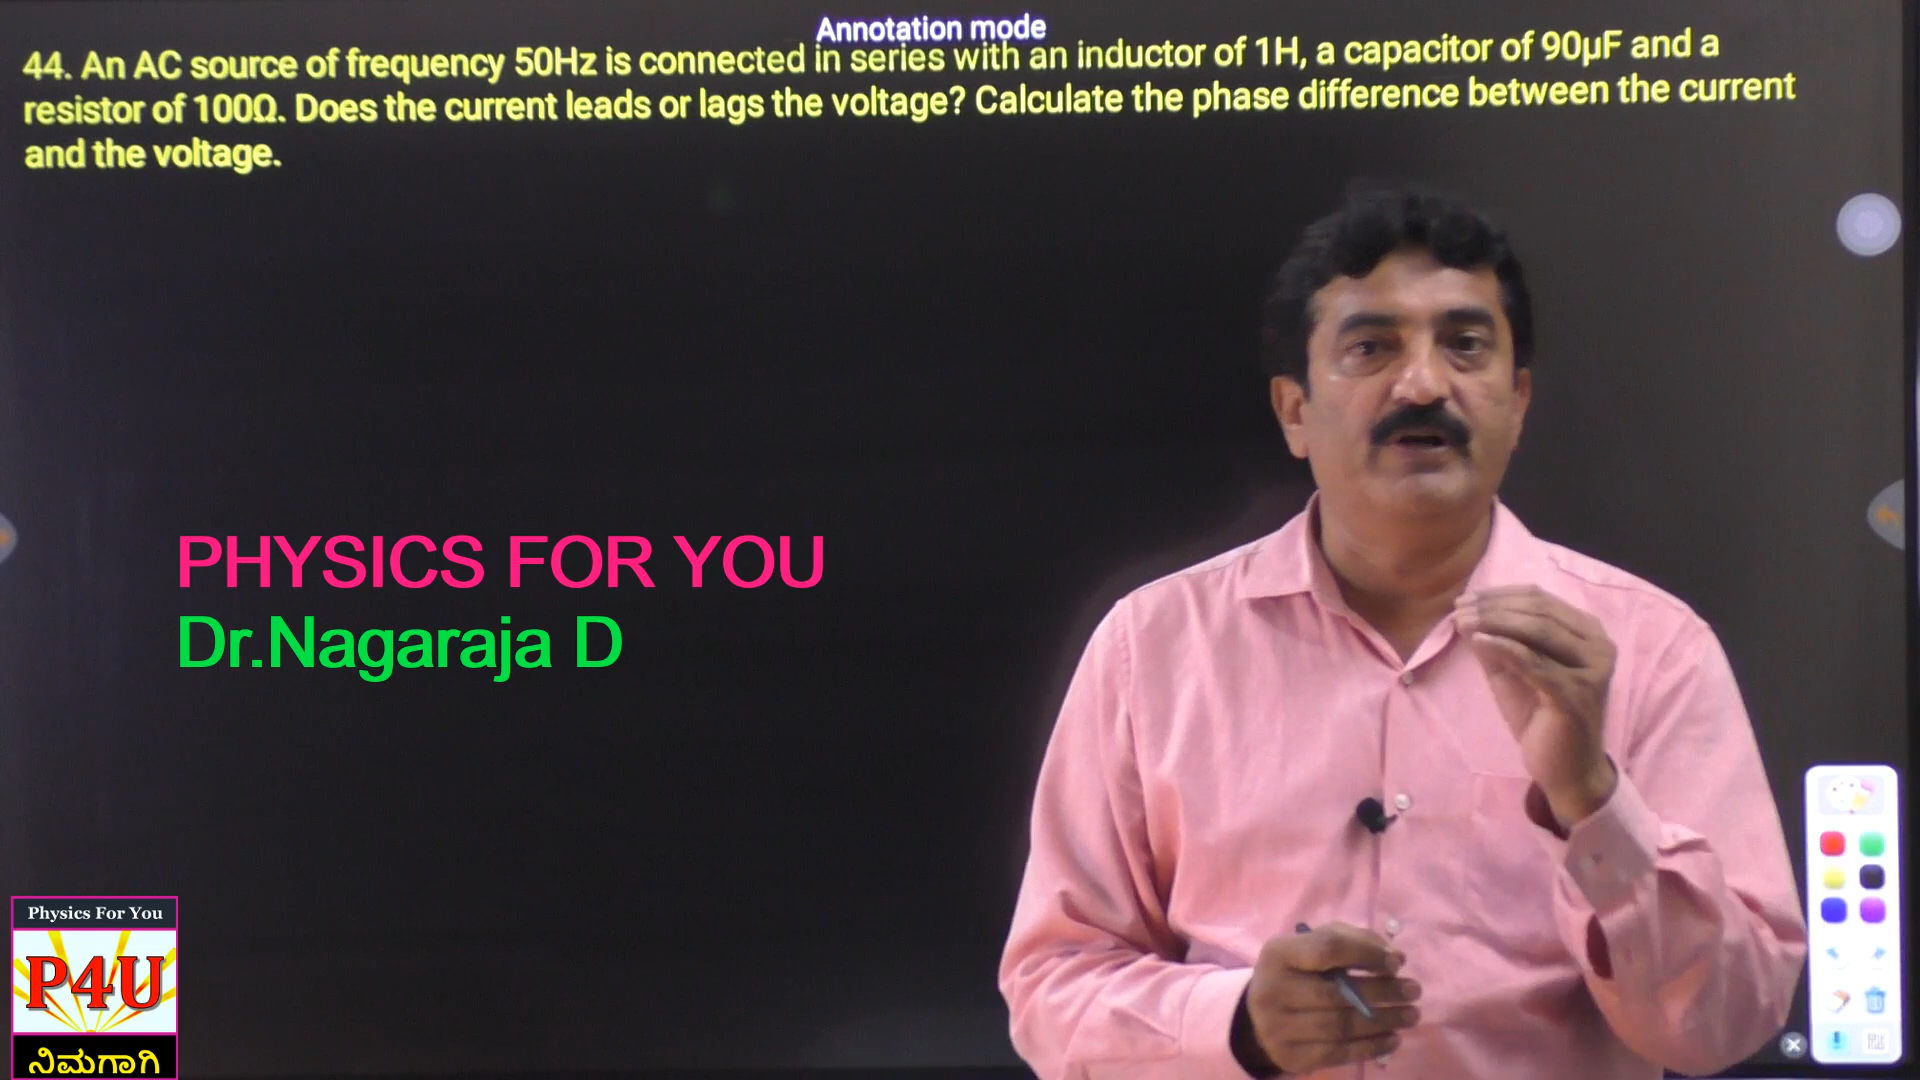 Annotation mode
44. An AC source of frequency 50Hz is connected in series with an inductor of 1H, a capacitor of 90µF and a
resistor of 100Ω. Does the current leads or lags the voltage? Calculate the phase difference between the current
and the voltage.
PHYSICS FOR YOU
Dr.Nagaraja D
Physics For You
P4U
ನಿಮಗಾಗಿ